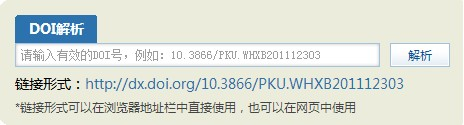 DOI解析
请输入有效的DOI号，例如：10.3866/PKU.WHXB201112303
解析
链接形式：http://dx.doi.org/10.3866/PKU.WHXB201112303
*链接形式可以在浏览器地址栏中直接使用，也可以在网页中使用